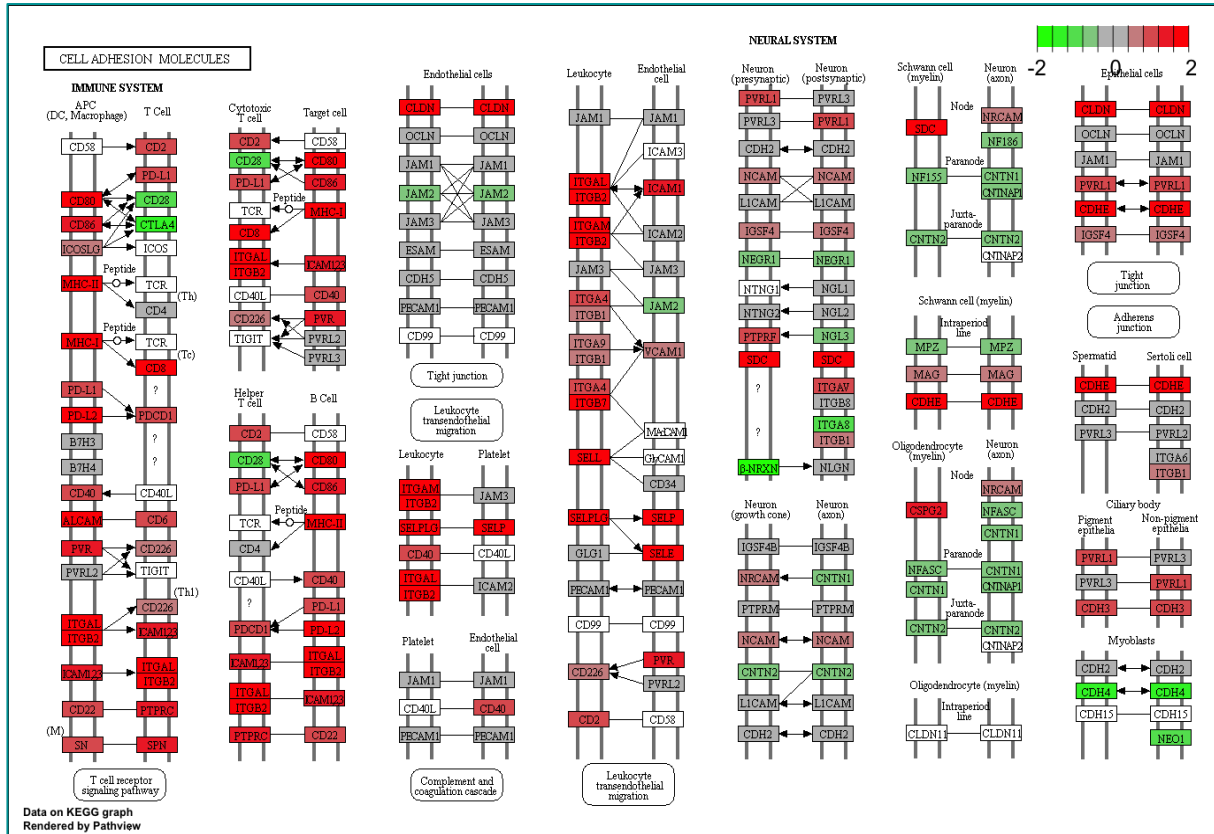 CELL ADHESION MOLECULES
IMMUNE SYSTEM
APC
(DC, Macrophage)
T Cell
CD58
CD2
PD-L1
CD80
CD28
CD86
CTLA4
ICOSLG
ICOS
Peptide
MHC-II
TCR
(Th)
CD4
Peptide
MHC-I
TCR
(Tc)
CD8
PD-L1
?
PD-L2
PDCD1
B7H3
?
B7H4
?
CD40
CD40L
ALCAM
CD6
PVR
CD226
PVRL2
TIGIT
(Th1)
CD226
ITGAL
ITGB2
ICAM123
ICAM123
ITGAL
ITGB2
CD22
PTPRC
(M)
SN
SPN
T cell receptor
signaling pathway
Cytotoxic
T cell
Target cell
CD2
CD58
CD28
CD80
PD-L1
CD86
Peptide
TCR
MHC-I
CD8
ITGAL
ITGB2
ICAM123
CD40L
CD40
CD226
PVR
TIGIT
PVRL2
PVRL3
Helper
T cell
B Cell
CD2
CD58
CD28
CD80
PD-L1
CD86
TCR
Peptide
MHC-II
CD4
CD40L
CD40
?
PD-L1
PDCD1
PD-L2
ICAM123
ITGAL
ITGB2
ITGAL
ITGB2
ICAM123
PTPRC
CD22
Endothelial cells
CLDN
CLDN
OCLN
OCLN
JAM1
JAM1
JAM2
JAM2
JAM3
JAM3
ESAM
ESAM
CDH5
CDH5
PECAM1
PECAM1
CD99
CD99
Tight junction
Leukocyte
transendothelial
migration
Leukocyte
Platelet
ITGAM
ITGB2
JAM3
SELPLG
SELP
CD40
CD40L
ITGAL
ITGB2
ICAM2
Platelet
Endothelial
cell
JAM1
JAM1
CD40L
CD40
PECAM1
PECAM1
Complement and
coagulation cascade
Leukocyte
Endothelial
cell
JAM1
JAM1
ICAM3
ITGAL
ITGB2
ICAM1
ITGAM
ITGB2
ICAM2
JAM3
JAM3
ITGA4
ITGB1
JAM2
ITGA9
ITGB1
VCAM1
ITGA4
ITGB7
MAdCAM1
SELL
GlyCAM1
CD34
SELPLG
SELP
GLG1
SELE
PECAM1
PECAM1
CD99
CD99
CD226
PVR
PVRL2
CD2
CD58
Leukocyte
transendothelial
migration
NEURAL SYSTEM
Neuron
(presynaptic)
Neuron
(postsynaptic)
PVRL1
PVRL3
PVRL3
PVRL1
CDH2
CDH2
NCAM
NCAM
L1CAM
L1CAM
IGSF4
IGSF4
NEGR1
NEGR1
NTNG1
NGL1
NTNG2
NGL2
PTPRF
NGL3
SDC
SDC
?
ITGAV
ITGB8
?
ITGA8
ITGB1
β-NRXN
NLGN
Neuron
(growth cone)
Neuron
(axon)
IGSF4B
IGSF4B
NRCAM
CNTN1
PTPRM
PTPRM
NCAM
NCAM
CNTN2
CNTN2
L1CAM
L1CAM
CDH2
CDH2
Schwann cell
(myelin)
Neuron
(axon)
Node
SDC
NRCAM
NF186
Paranode
NF155
CNTN1
CNTNAP1
Juxta-
paranode
CNTN2
CNTN2
CNTNAP2
Schwann cell (myelin)
Intraperiod
line
MPZ
MPZ
MAG
MAG
CDHE
CDHE
Oligodendrocyte
(myelin)
Neuron
(axon)
Node
CSPG2
NRCAM
NFASC
CNTN1
Paranode
NFASC
CNTN1
CNTN1
CNTNAP1
Juxta-
paranode
CNTN2
CNTN2
CNTNAP2
Oligodendrocyte (myelin)
Intraperiod
line
CLDN11
CLDN11
-2 0 2
Epithelial cells
CLDN
CLDN
OCLN
OCLN
JAM1
JAM1
PVRL1
PVRL1
CDHE
CDHE
IGSF4
IGSF4
Tight
junction
Adherens
junction
Spermatid
Sertoli cell
CDHE
CDHE
CDH2
CDH2
PVRL3
PVRL2
ITGA6
ITGB1
Ciliary body
Pigment
epithelia
Non-pigment
epithelia
PVRL1
PVRL3
PVRL3
PVRL1
CDH3
CDH3
Myoblasts
CDH2
CDH2
CDH4
CDH4
CDH15
CDH15
NEO1
Data on KEGG graph
Rendered by Pathview